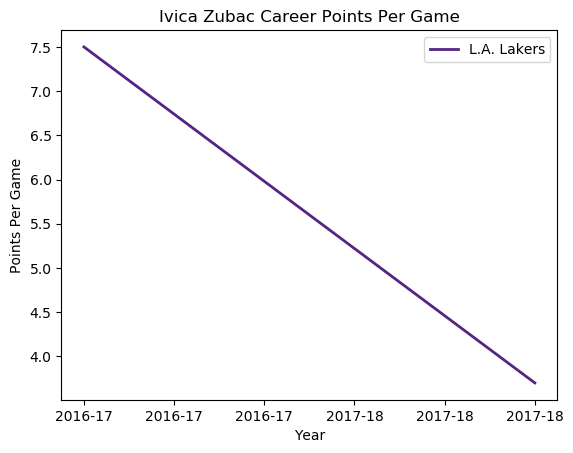 Ivica Zubac Career Points Per Game
L.A. Lakers
Points Per Game
7.5
7.0
6.5
6.0
5.5
5.0
4.5
4.0
2016-17 2016-17 2016-17 2017-18 2017-18 2017-18
Year